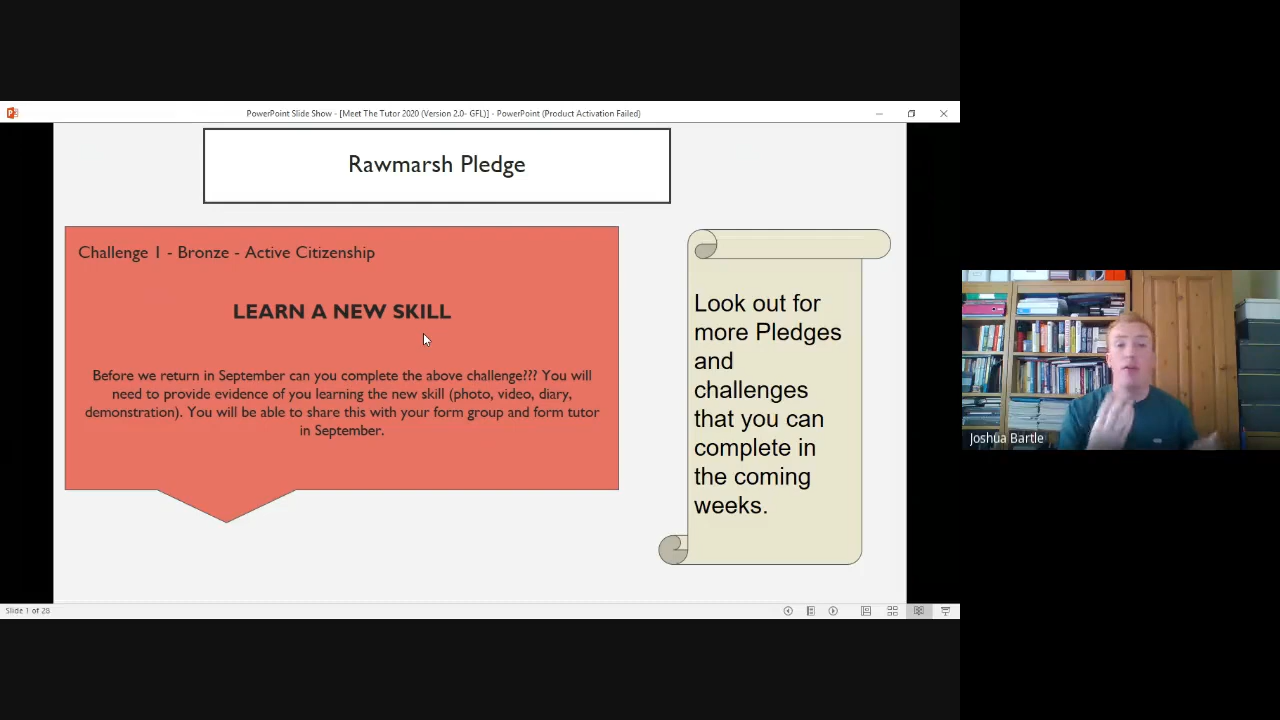 PowerPoint Slide Show - [Meet The Tutor 2020 (Version 2.0- GFL)] - PowerPoint (Product Activation Failed)
Rawmarsh Pledge
Challenge 1 - Bronze - Active Citizenship
LEARN A NEW SKILL
Before we return in September can you complete the above challenge??? You will
need to provide evidence of you learning the new skill (photo, video, diary,
demonstration). You will be able to share this with your form group and form tutor
in September.
Look out for
more Pledges
and
challenges
that you can
complete in
the coming
weeks.
Joshua Bartle
Slide 1 of 28